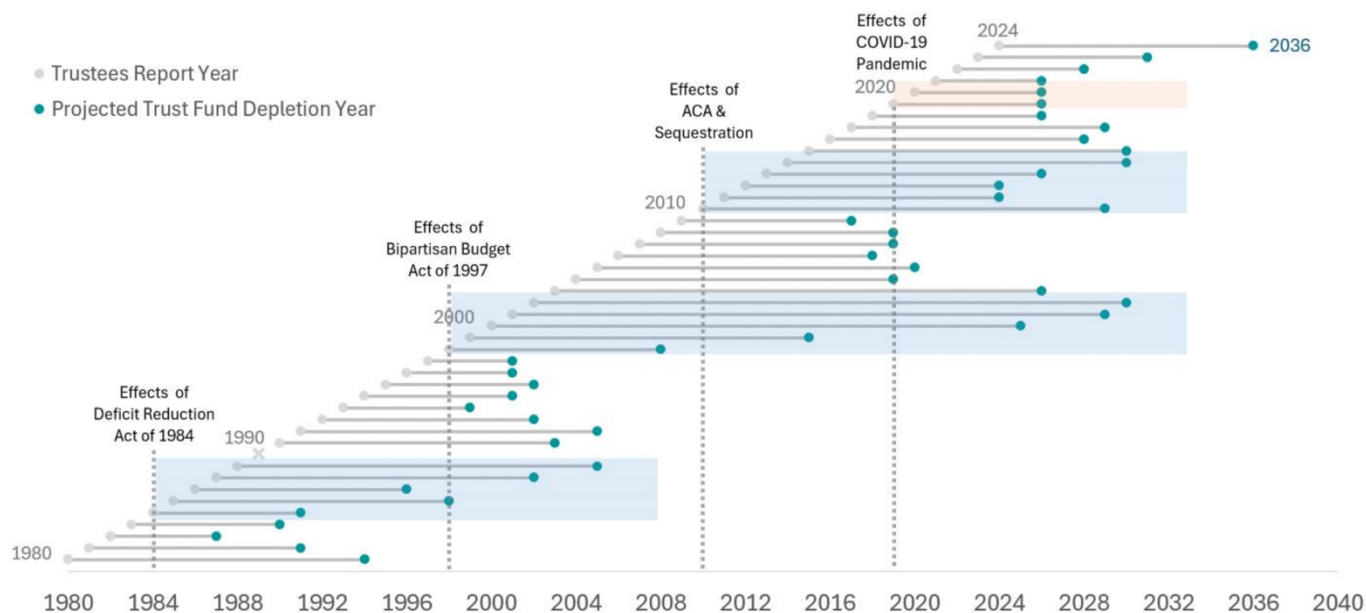 Trustees Report Year
Projected Trust Fund Depletion Year
Effects of
COVID-19
Pandemic
2024
2036
2020
Effects of
ACA &
Sequestration
2010
Effects of
Bipartisan Budget
Act of 1997
2000
Effects of
Deficit Reduction
Act of 1984
1990
1980
1980 1984 1988 1992 1996 2000 2004 2008 2012 2016 2020 2024 2028 2032 2036 2040